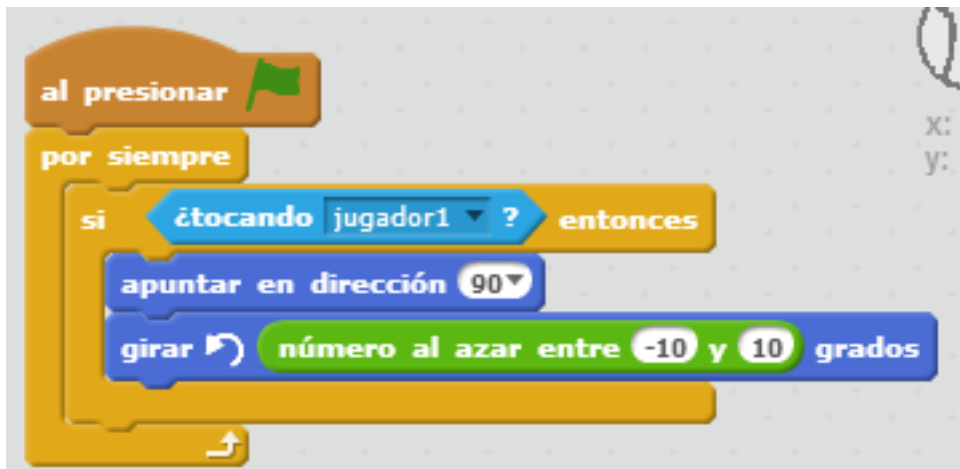 al presionar
por siempre
si ¿tocando jugador1 ? entonces
apuntar en dirección 90
girar número al azar entre -10 y 10 grados
x:
y: